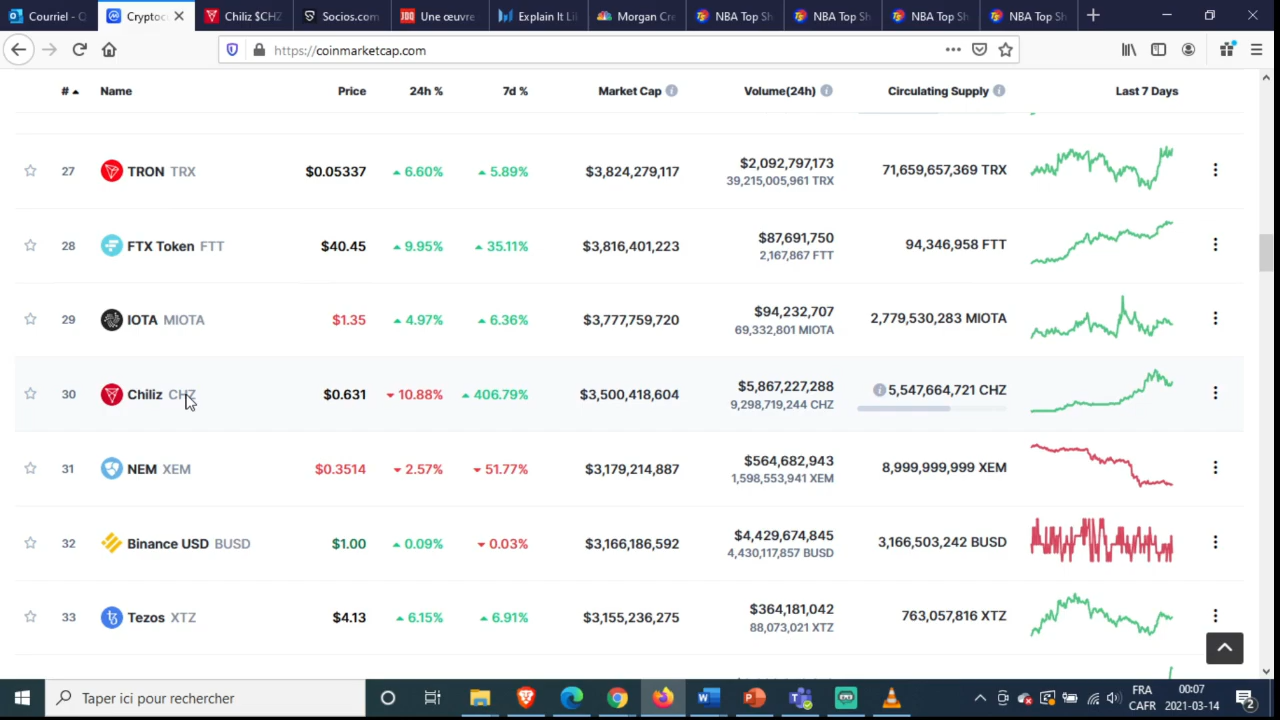 Courriel - O
Cryptoc
Chiliz $CHZ
Socios.com
JDQ Une œuvre
Explain It Li
Morgan Cr
NBA Top Sh
NBA Top Sh
NBA Top Sh
NBA Top Sh
https://coinmarketcap.com
# Name Price 24h % 7d % Market Cap Volume(24h) Circulating Supply Last 7 Days
27 TRON TRX $0.05337 6.60% 5.89% $3,824,279,117 $2,092,797,173 71,659,657,369 TRX
39,215,005,961 TRX
28 FTX Token FTT $40.45 9.95% 35.11% $3,816,401,223 $87,691,750 94,346,958 FTT
2,167,867 FTT
29 IOTA MIOTA $1.35 4.97% 6.36% $3,777,759,720 $94,232,707 2,779,530,283 MIOTA
69,332,801 MIOTA
30 Chiliz CHZ $0.631 10.88% 406.79% $3,500,418,604 $5,867,227,288 5,547,664,721 CHZ
9,298,719,244 CHZ
31 NEM XEM $0.3514 2.57% 51.77% $3,179,214,887 $564,682,943 8,999,999,999 XEM
1,598,553,941 XEM
32 Binance USD BUSD $1.00 0.09% 0.03% $3,166,186,592 $4,429,674,845 3,166,503,242 BUSD
4,430,117,857 BUSD
33 Tezos XTZ $4.13 6.15% 6.91% $3,155,236,275 $364,181,042 763,057,816 XTZ
88,073,021 XTZ
Taper ici pour rechercher
FRA
CAFR
00:07
2021-03-14
2